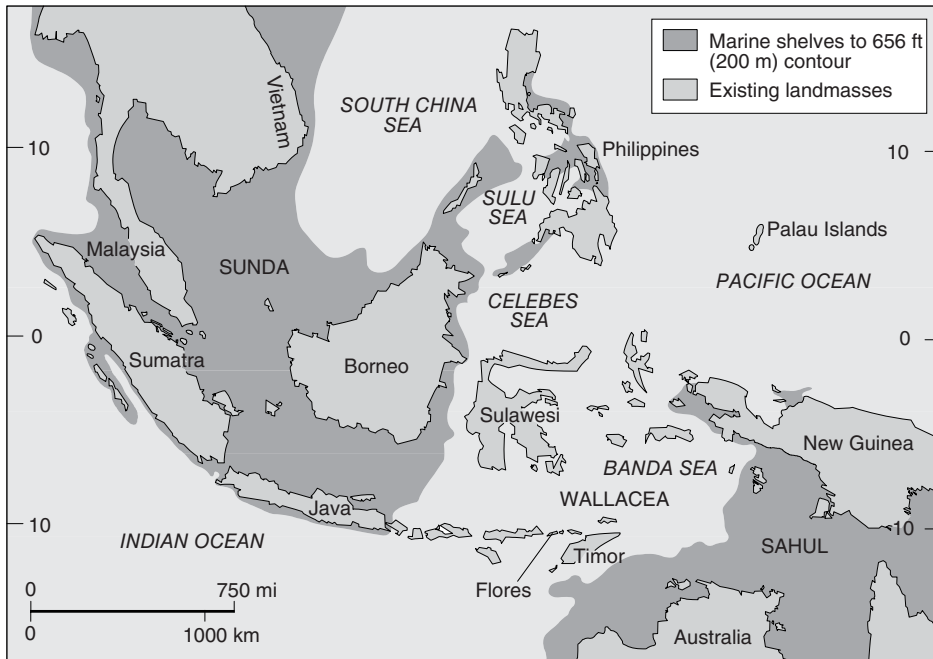 Marine shelves to 656 ft
(200 m) contour
Existing landmasses
Vietnam
SOUTH CHINA
SEA
10
Philippines
10
SULU
SEA
Palau Islands
Malaysia
SUNDA
PACIFIC OCEAN
CELEBES
SEA
0
0
Sumatra
Borneo
Sulawesi
New Guinea
BANDA SEA
WALLACEA
Java
10
10
INDIAN OCEAN
SAHUL
Timor
Flores
0
750 mi
0
1000 km
Australia